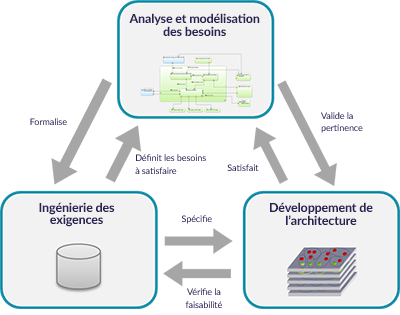 Analyse et modélisation
des besoins
Formalise
Valide la
pertinence
Définit les besoins
à satisfaire
Satisfait
Ingénierie des
exigences
Spécifie
Développement de
l'architecture
Vérifie la
faisabilité